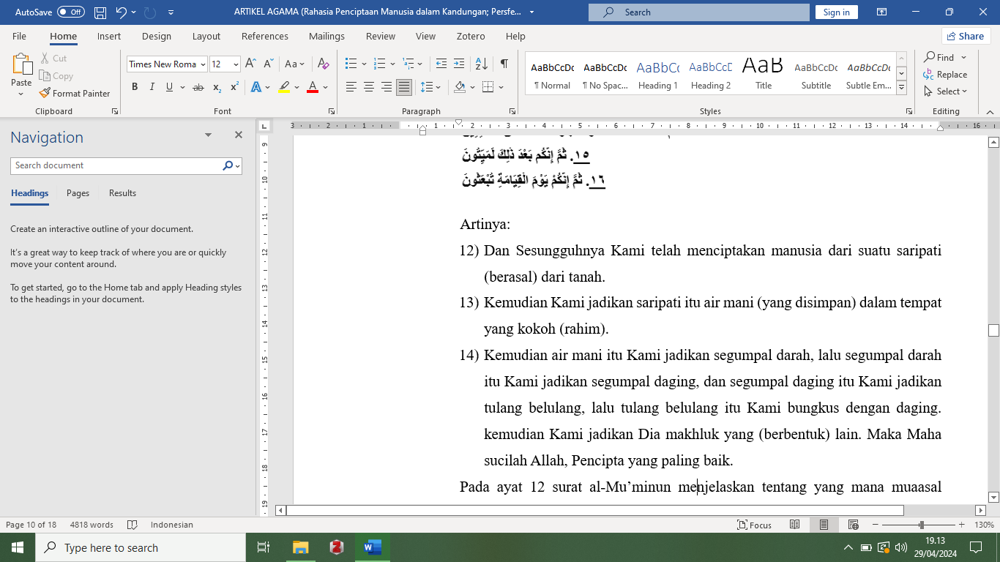 AutoSave Off ARTIKEL AGAMA (Rahasia Penciptaan Manusia dalam Kandungan; Persfe... Search Sign in
File Home Insert Design Layout References Mailings Review View Zotero Help Share
Paste Cut Copy Format Painter
Times New Roma 12
AaBbCcDc AaBbCcDc AaBbCc AaBbCcD AaB AaBbCcDc AaBbCcDc
¶ Normal ¶ No Spac... Heading 1 Heading 2 Title Subtitle Subtle Em...
Find Replace Select
Clipboard Font Paragraph Styles Editing
Navigation
Search document
Headings Pages Results
Create an interactive outline of your document.
It's a great way to keep track of where you are or quickly
move your content around.
To get started, go to the Home tab and apply Heading styles
to the headings in your document.
١٥. ثُمَّ إِنَّكُم بَعْدَ ذَٰلِكَ لَمَيِّتُونَ
١٦. ثُمَّ إِنَّكُمْ يَوْمَ الْقِيَامَةِ تُبْعَثُونَ
Artinya:
12) Dan Sesungguhnya Kami telah menciptakan manusia dari suatu saripati
(berasal) dari tanah.
13) Kemudian Kami jadikan saripati itu air mani (yang disimpan) dalam tempat
yang kokoh (rahim).
14) Kemudian air mani itu Kami jadikan segumpal darah, lalu segumpal darah
itu Kami jadikan segumpal daging, dan segumpal daging itu Kami jadikan
tulang belulang, lalu tulang belulang itu Kami bungkus dengan daging.
kemudian Kami jadikan Dia makhluk yang (berbentuk) lain. Maka Maha
sucilah Allah, Pencipta yang paling baik.
Pada ayat 12 surat al-Mu’minun menjelaskan tentang yang mana muaasal
Page 10 of 18 4818 words Indonesian Focus 130%
Type here to search
19.13
29/04/2024